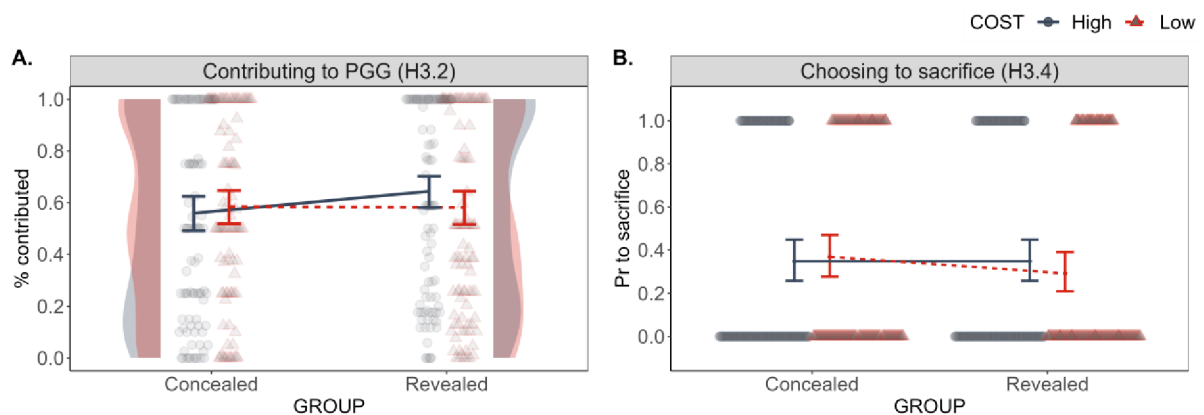 COST High Low
A.
Contributing to PGG (H3.2)
% contributed
1.0
0.8
0.6
0.4
0.2
0.0
Concealed Revealed
GROUP
B.
Choosing to sacrifice (H3.4)
Pr to sacrifice
1.0
0.8
0.6
0.4
0.2
0.0
Concealed Revealed
GROUP